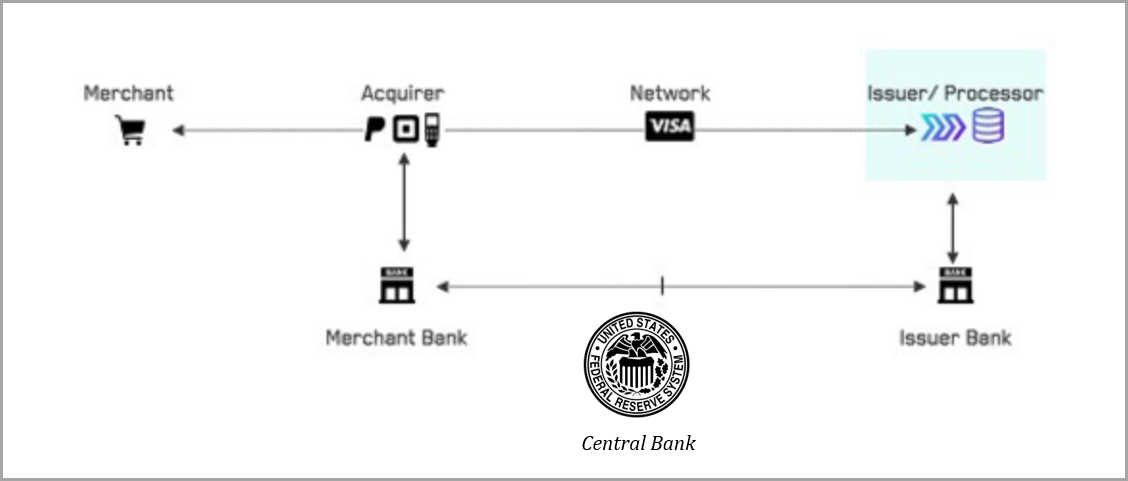 Merchant
Acquirer
Network
Issuer/ Processor
VISA
BANK
BANK
Merchant Bank
Issuer Bank
UNITED STATES
FEDERAL RESERVE SYSTEM
Central Bank